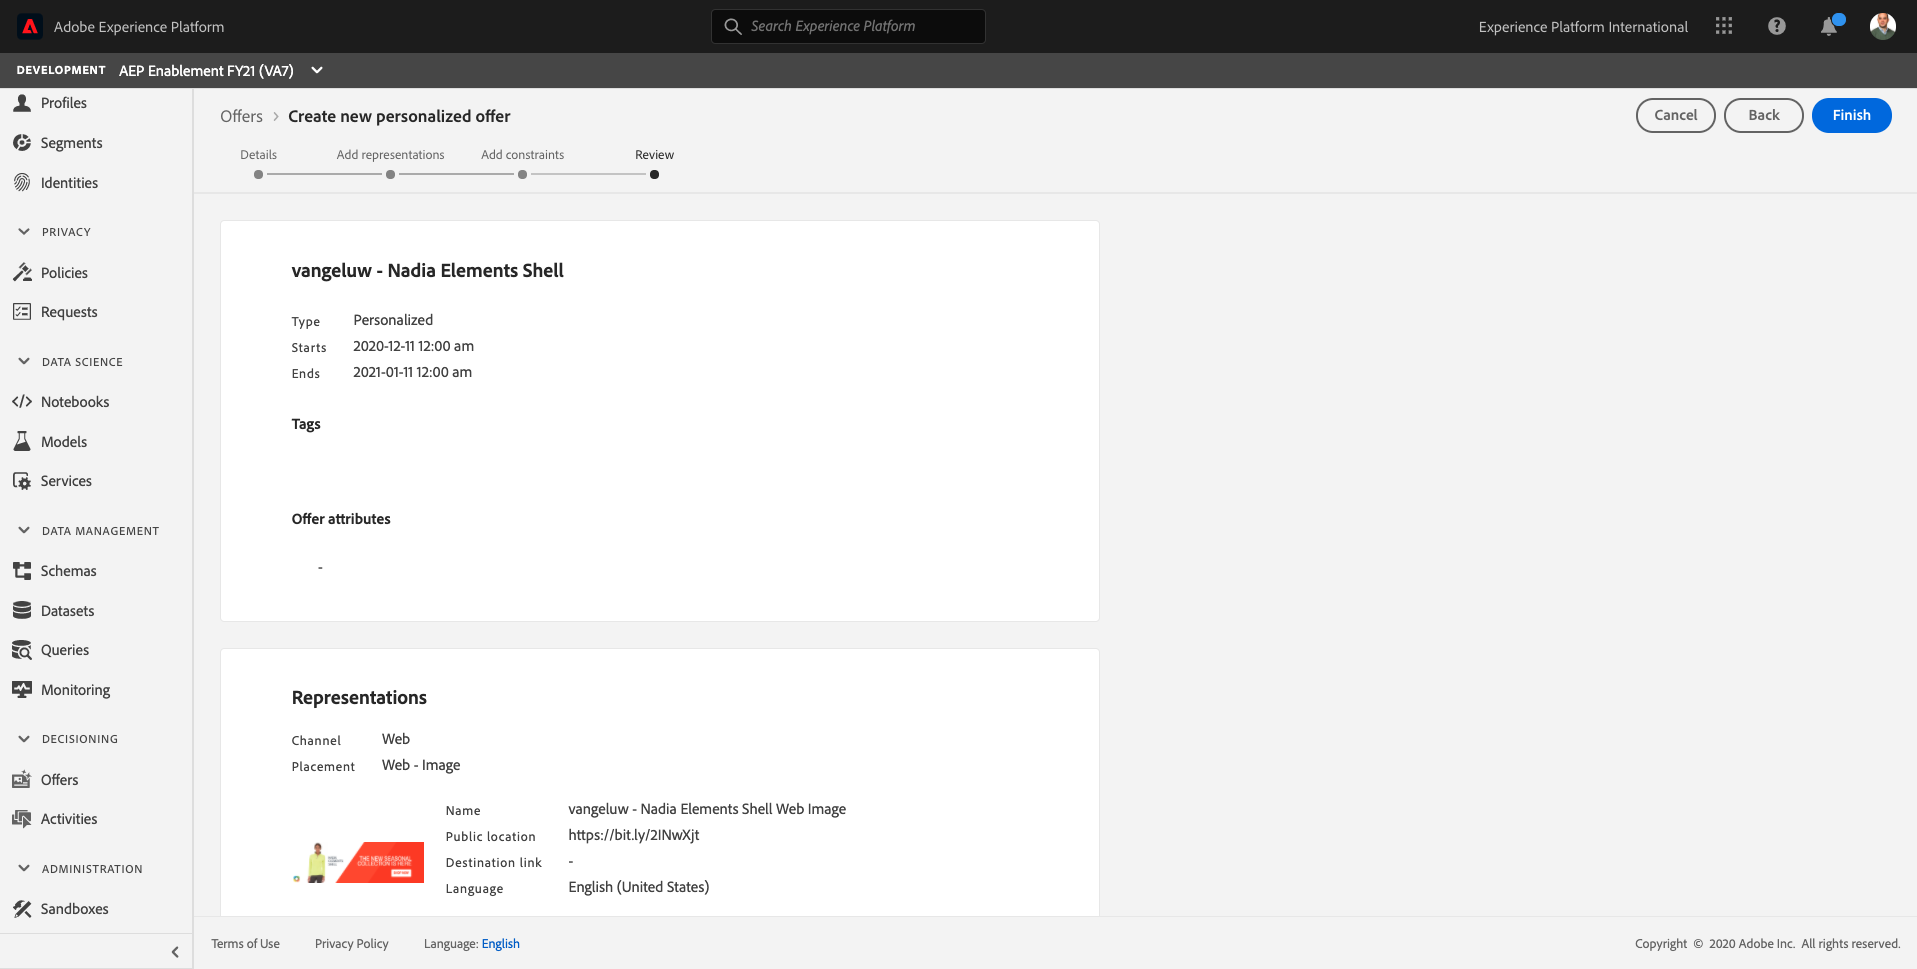 Adobe Experience Platform
Search Experience Platform
Experience Platform International
DEVELOPMENT AEP Enablement FY21 (VA7)
Profiles
Segments
Identities
PRIVACY
Policies
Requests
DATA SCIENCE
Notebooks
Models
Services
DATA MANAGEMENT
Schemas
Datasets
Queries
Monitoring
DECISIONING
Offers
Activities
ADMINISTRATION
Sandboxes
Offers > Create new personalized offer
Cancel Back Finish
Details Add representations Add constraints Review
vangeluw - Nadia Elements Shell
Type Personalized
Starts 2020-12-11 12:00 am
Ends 2021-01-11 12:00 am
Tags
Offer attributes
-
Representations
Channel Web
Placement Web - Image
THE NEW SEASONAL
COLLECTION IS HERE
Name vangeluw - Nadia Elements Shell Web Image
Public location https://bit.ly/2INwXjt
Destination link -
Language English (United States)
Terms of Use Privacy Policy Language: English
Copyright © 2020 Adobe Inc. All rights reserved.